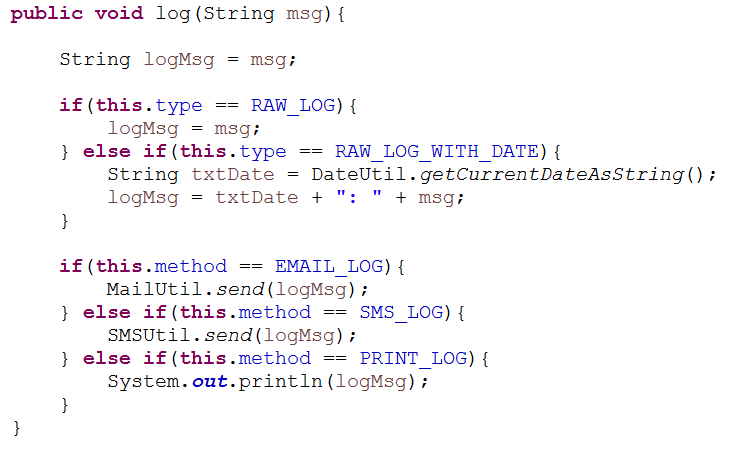 public void log(String msg){
String logMsg = msg;
if(this.type == RAW_LOG){
logMsg = msg;
} else if(this.type == RAW_LOG_WITH_DATE){
String txtDate = DateUtil.getCurrentDateAsString();
logMsg = txtDate + ": " + msg;
}
if(this.method == EMAIL_LOG){
MailUtil.send(logMsg);
} else if(this.method == SMS_LOG){
SMSUtil.send(logMsg);
} else if(this.method == PRINT_LOG){
System.out.println(logMsg);
}
}